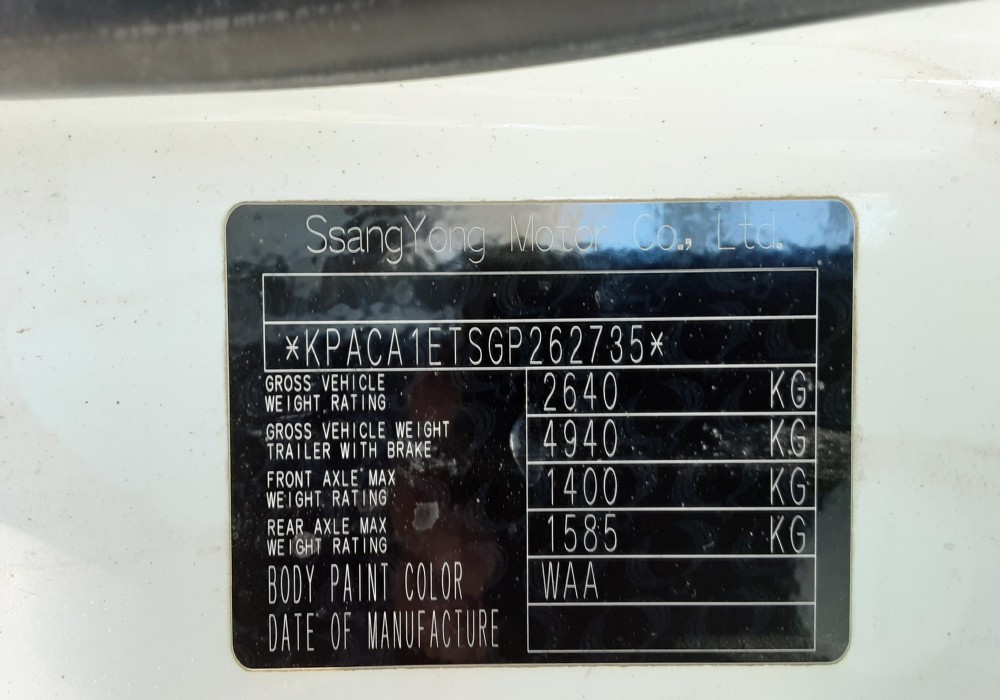 SsangYong Motor Co., Ltd.
*KPACA1ETSGP262735*
GROSS VEHICLE
WEIGHT RATING
2640 KG
GROSS VEHICLE WEIGHT
TRAILER WITH BRAKE
4940 KG
FRONT AXLE MAX
WEIGHT RATING
1400 KG
REAR AXLE MAX
WEIGHT RATING
1585 KG
BODY PAINT COLOR WAA
DATE OF MANUFACTURE